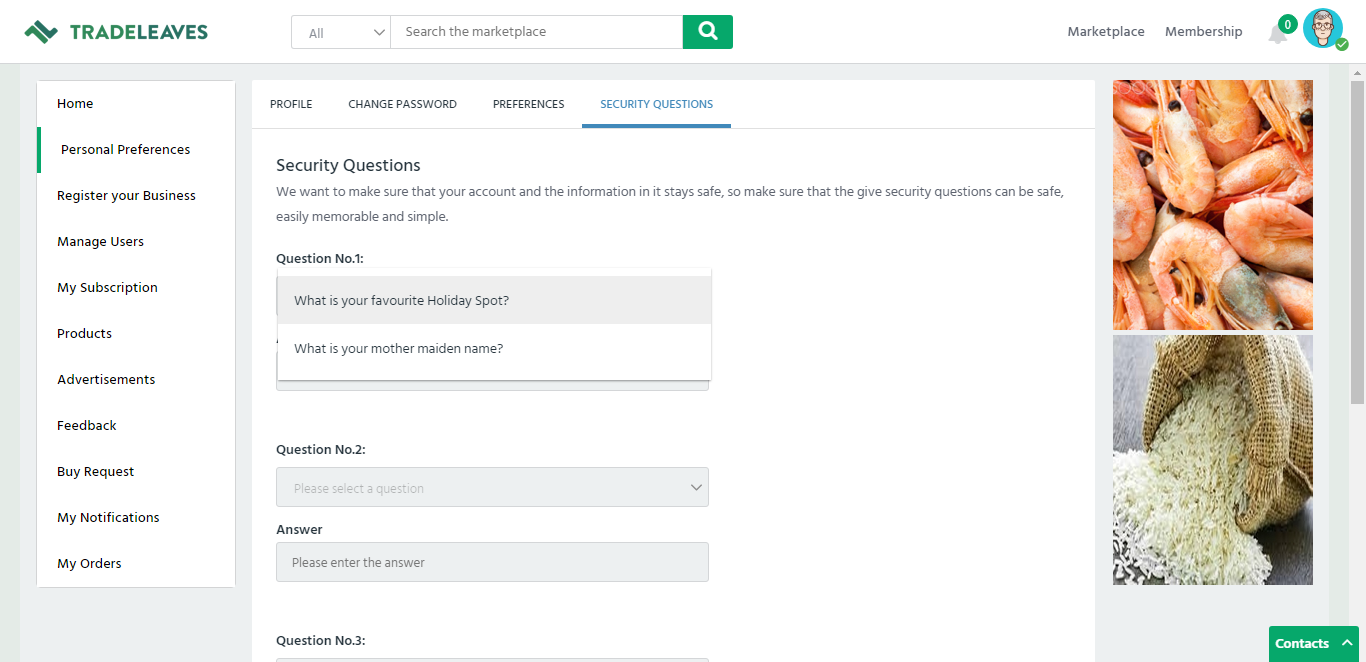 TRADELEAVES
All
Search the marketplace
Marketplace
Membership
0
Home
Personal Preferences
Register your Business
Manage Users
My Subscription
Products
Advertisements
Feedback
Buy Request
My Notifications
My Orders
PROFILE
CHANGE PASSWORD
PREFERENCES
SECURITY QUESTIONS
Security Questions
We want to make sure that your account and the information in it stays safe, so make sure that the give security questions can be safe,
easily memorable and simple.
Question No.1:
What is your favourite Holiday Spot?
What is your mother maiden name?
Question No.2:
Please select a question
Answer
Please enter the answer
Question No.3:
Contacts